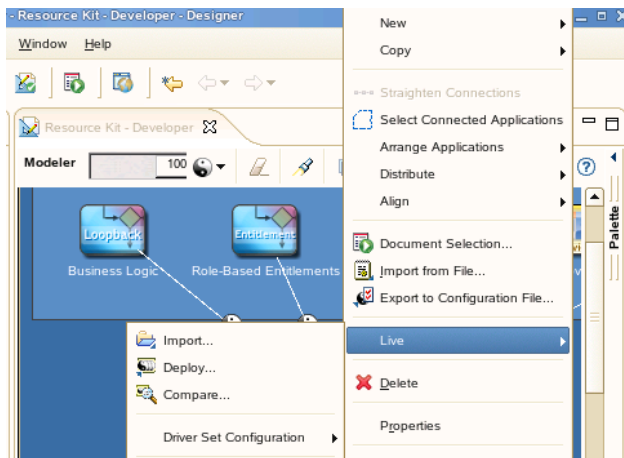 - Resource Kit - Developer - Designer
Window Help
Resource Kit - Developer
Modeler 100
Loopback
Business Logic
Entitlement
Role-Based Entitlements
Palette
New
Copy
Straighten Connections
Select Connected Applications
Arrange Applications
Distribute
Align
Document Selection...
Import from File...
Export to Configuration File...
Live
Delete
Properties
Import...
Deploy...
Compare...
Driver Set Configuration